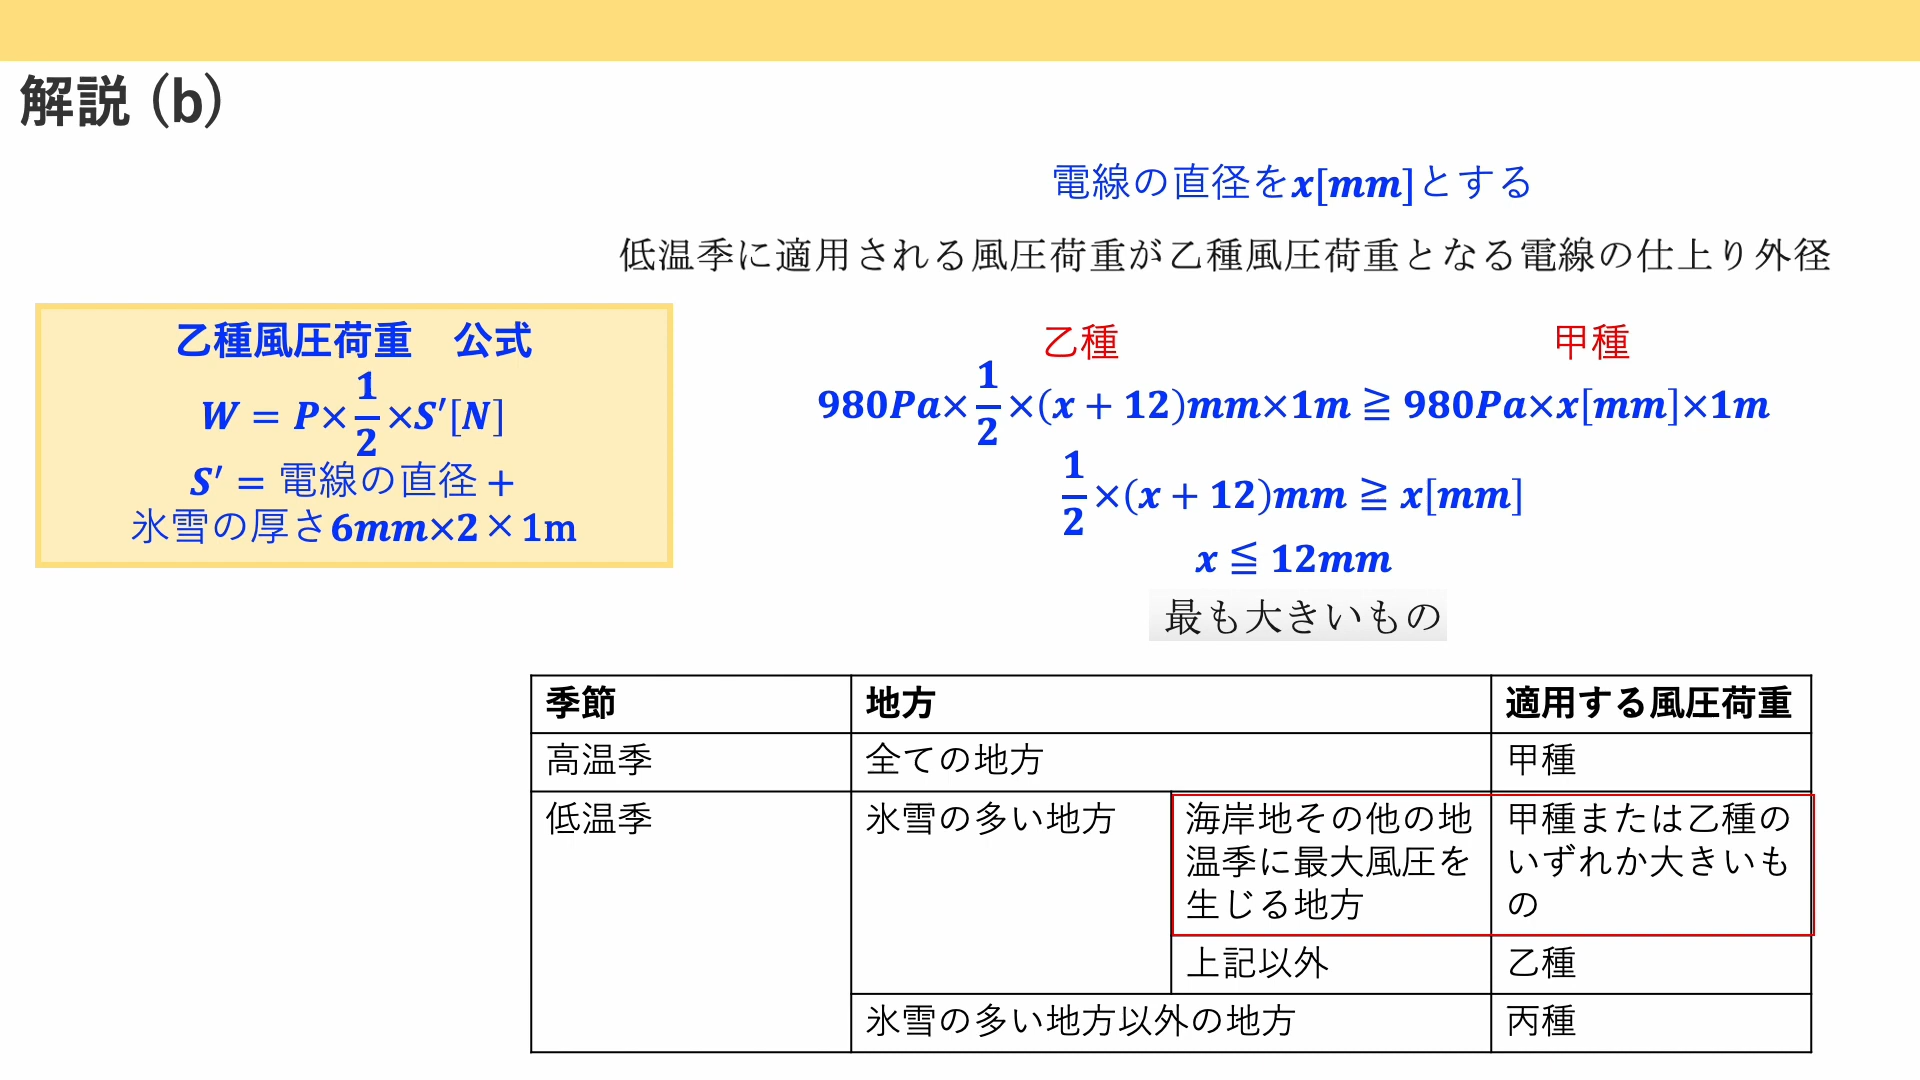 解説 (b)
電線の直径をx[mm]とする
低温季に適用される風圧荷重が乙種風圧荷重となる電線の仕上り外径
乙種風圧荷重　公式
W = P×1/2×S′[N]
S′ = 電線の直径 +
氷雪の厚さ6mm×2×1m
乙種 甲種
980Pa×1/2×(x + 12)mm×1m ≧ 980Pa×x[mm]×1m
1/2×(x + 12)mm ≧ x[mm]
x ≦ 12mm
最も大きいもの
季節 地方 適用する風圧荷重
高温季 全ての地方 甲種
低温季 氷雪の多い地方 海岸地その他の地 甲種または乙種の
温季に最大風圧を いずれか大きいも
生じる地方 の
上記以外 乙種
氷雪の多い地方以外の地方 丙種